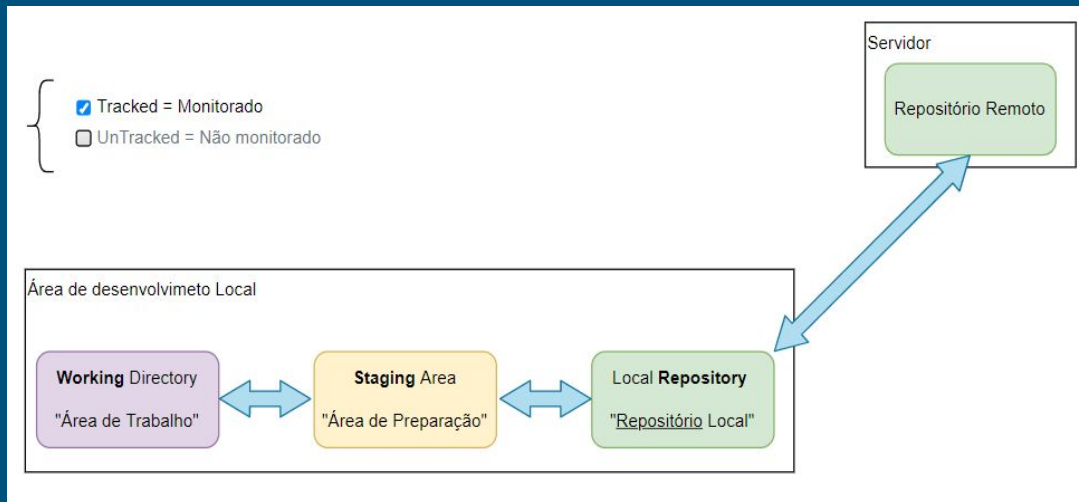 Servidor
Repositório Remoto
Tracked = Monitorado
UnTracked = Não monitorado
Área de desenvolvimeto Local
Working Directory
"Área de Trabalho"
Staging Area
"Área de Preparação"
Local Repository
"Repositório Local"